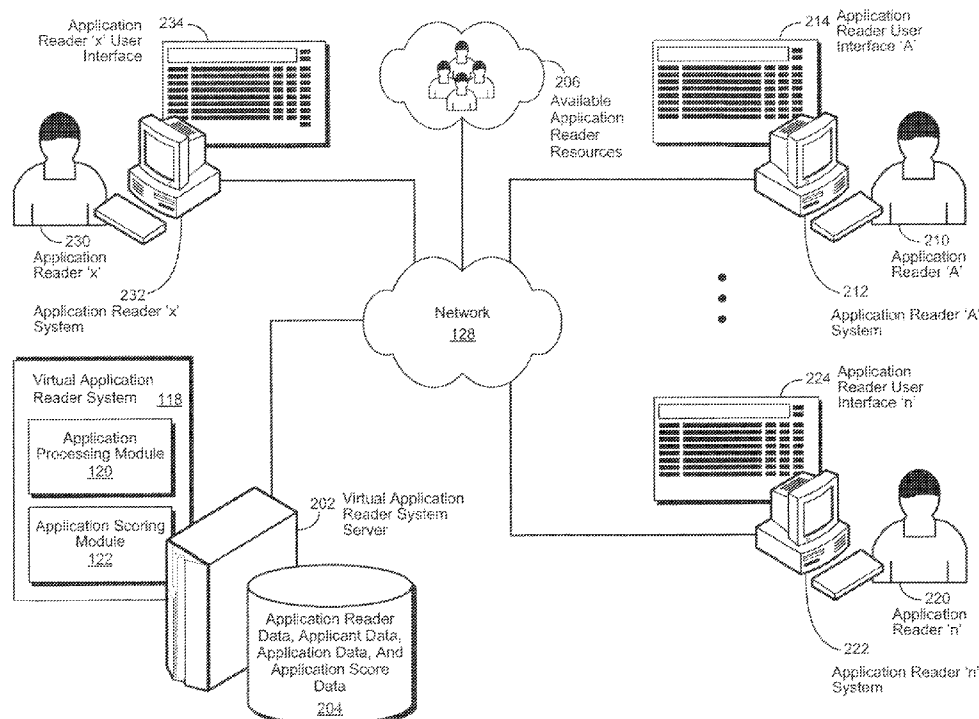 Application
Reader 'x' User
Interface
234
206
Available
Application
Reader
Resources
214
Application
Reader User
Interface 'A'
230
Application
Reader 'x'
232
Application Reader 'x'
System
210
Application
Reader 'A'
212
Application Reader 'A'
System
Network
128
Virtual Application
Reader System
118
Application
Processing Module
120
Application Scoring
Module
122
202
Virtual Application
Reader System
Server
Application Reader
Data, Applicant Data,
Application Data, And
Application Score
Data
204
224
Application
Reader User
Interface 'n'
220
Application
Reader 'n'
222
Application Reader 'n'
System